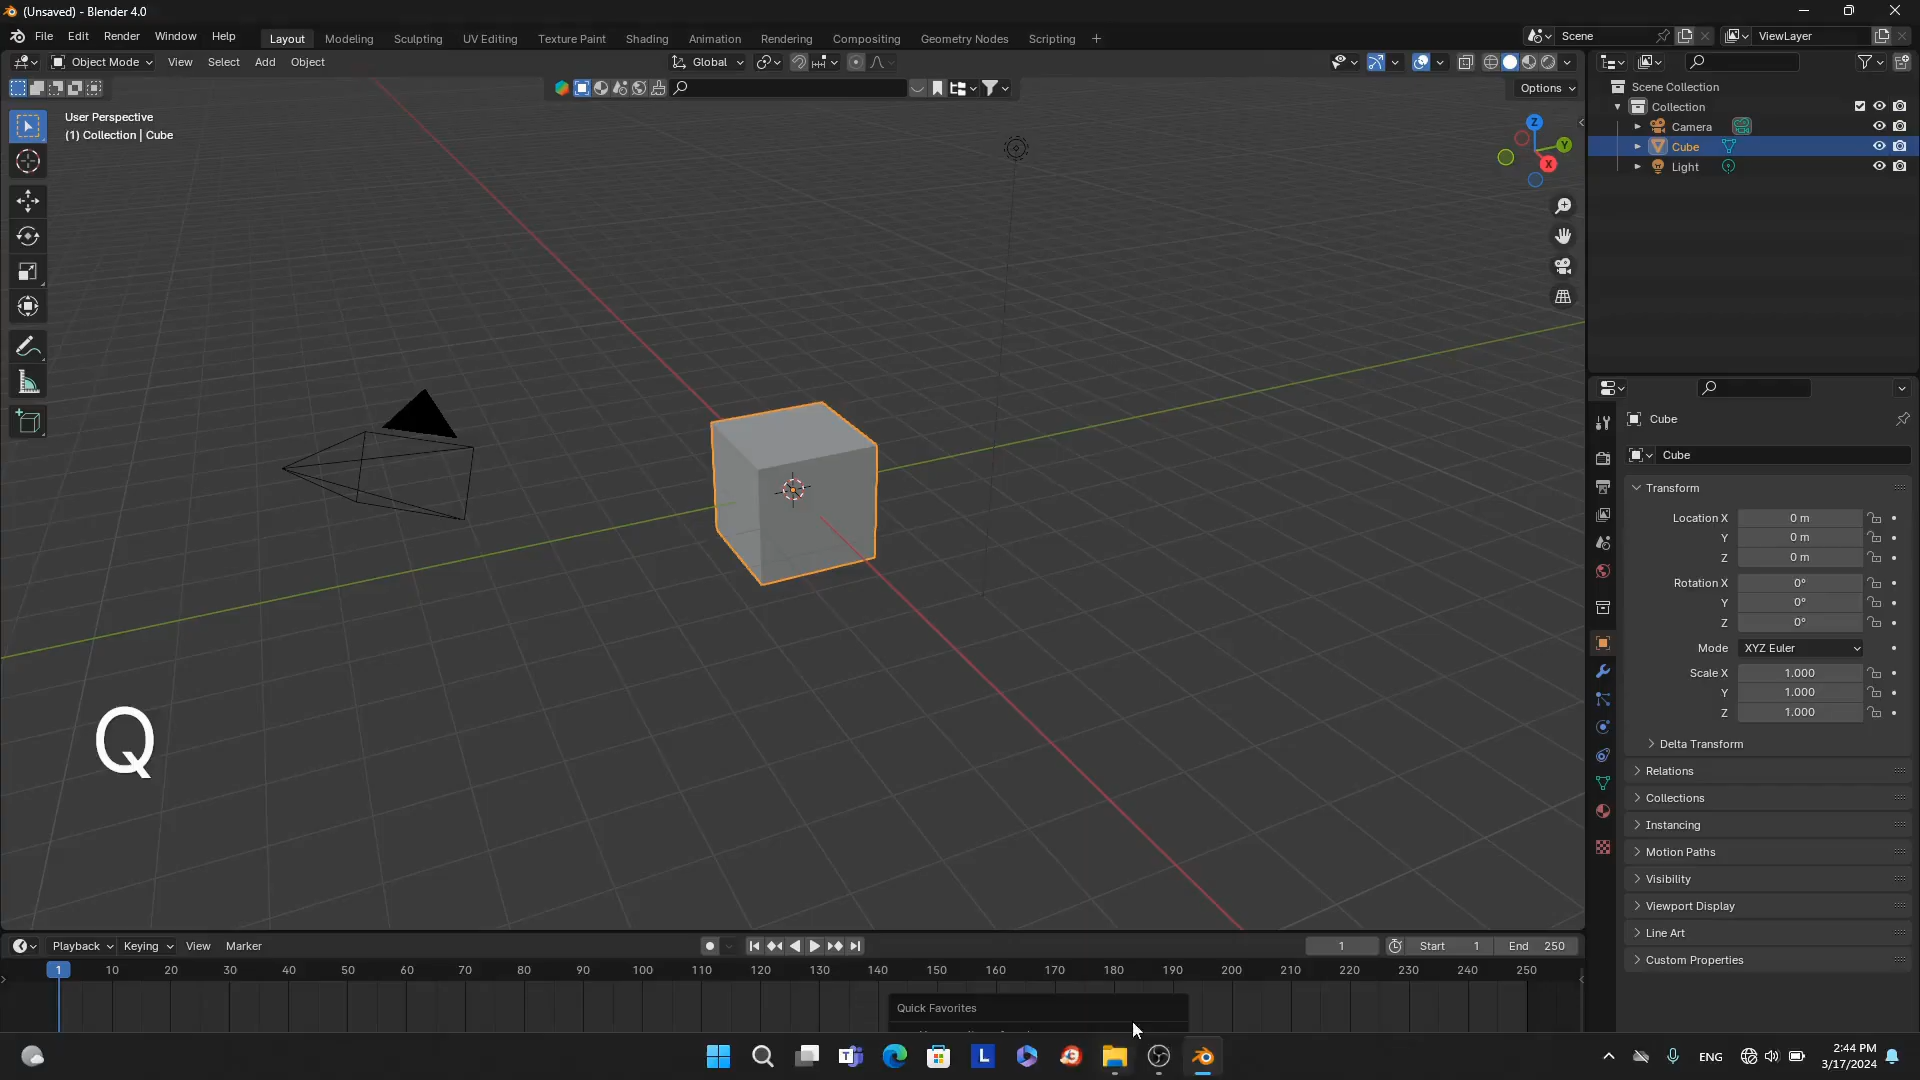 (Unsaved) - Blender 4.0
File Edit Render Window Help
Layout Modeling Sculpting UV Editing Texture Paint Shading Animation Rendering Compositing Geometry Nodes Scripting +
Scene
ViewLayer
Object Mode View Select Add Object
Global
Options
User Perspective
(1) Collection | Cube
Z
Y
X
Scene Collection
Collection
Camera
Cube
Light
Cube
Cube
Transform
Location X 0 m
Y 0 m
Z 0 m
Rotation X 0°
Y 0°
Z 0°
Mode XYZ Euler
Scale X 1.000
Y 1.000
Z 1.000
Delta Transform
Relations
Collections
Instancing
Motion Paths
Visibility
Viewport Display
Line Art
Custom Properties
Q
Playback Keying View Marker
1 Start 1 End 250
1 10 20 30 40 50 60 70 80 90 100 110 120 130 140 150 160 170 180 190 200 210 220 230 240 250
Quick Favorites
L
ENG
2:44 PM
3/17/2024